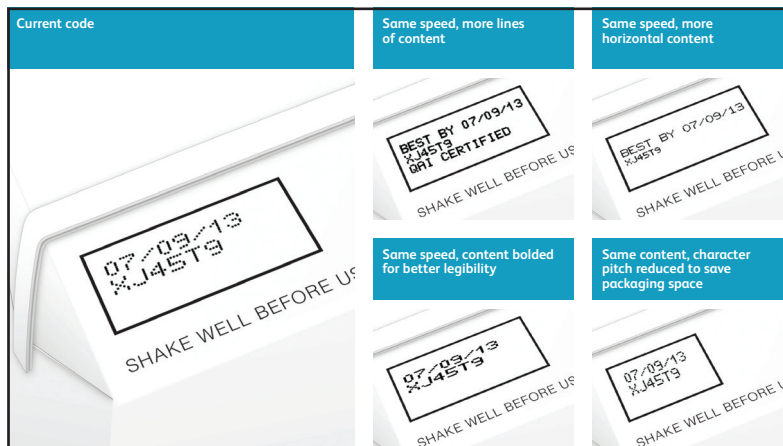 Current code
07/09/13
XJ45T9
SHAKE WELL BEFORE US
Same speed, more lines
of content
BEST BY 07/09/13
XJ45T9
QAI CERTIFIED
SHAKE WELL BEFORE US
Same speed, more
horizontal content
BEST BY 07/09/13
XJ45T9
SHAKE WELL BEFORE U
Same speed, content bolded
for better legibility
07/09/13
XJ45T9
SHAKE WELL BEFORE US
Same content, character
pitch reduced to save
packaging space
07/09/13
XJ45T9
SHAKE WELL BEFORE U